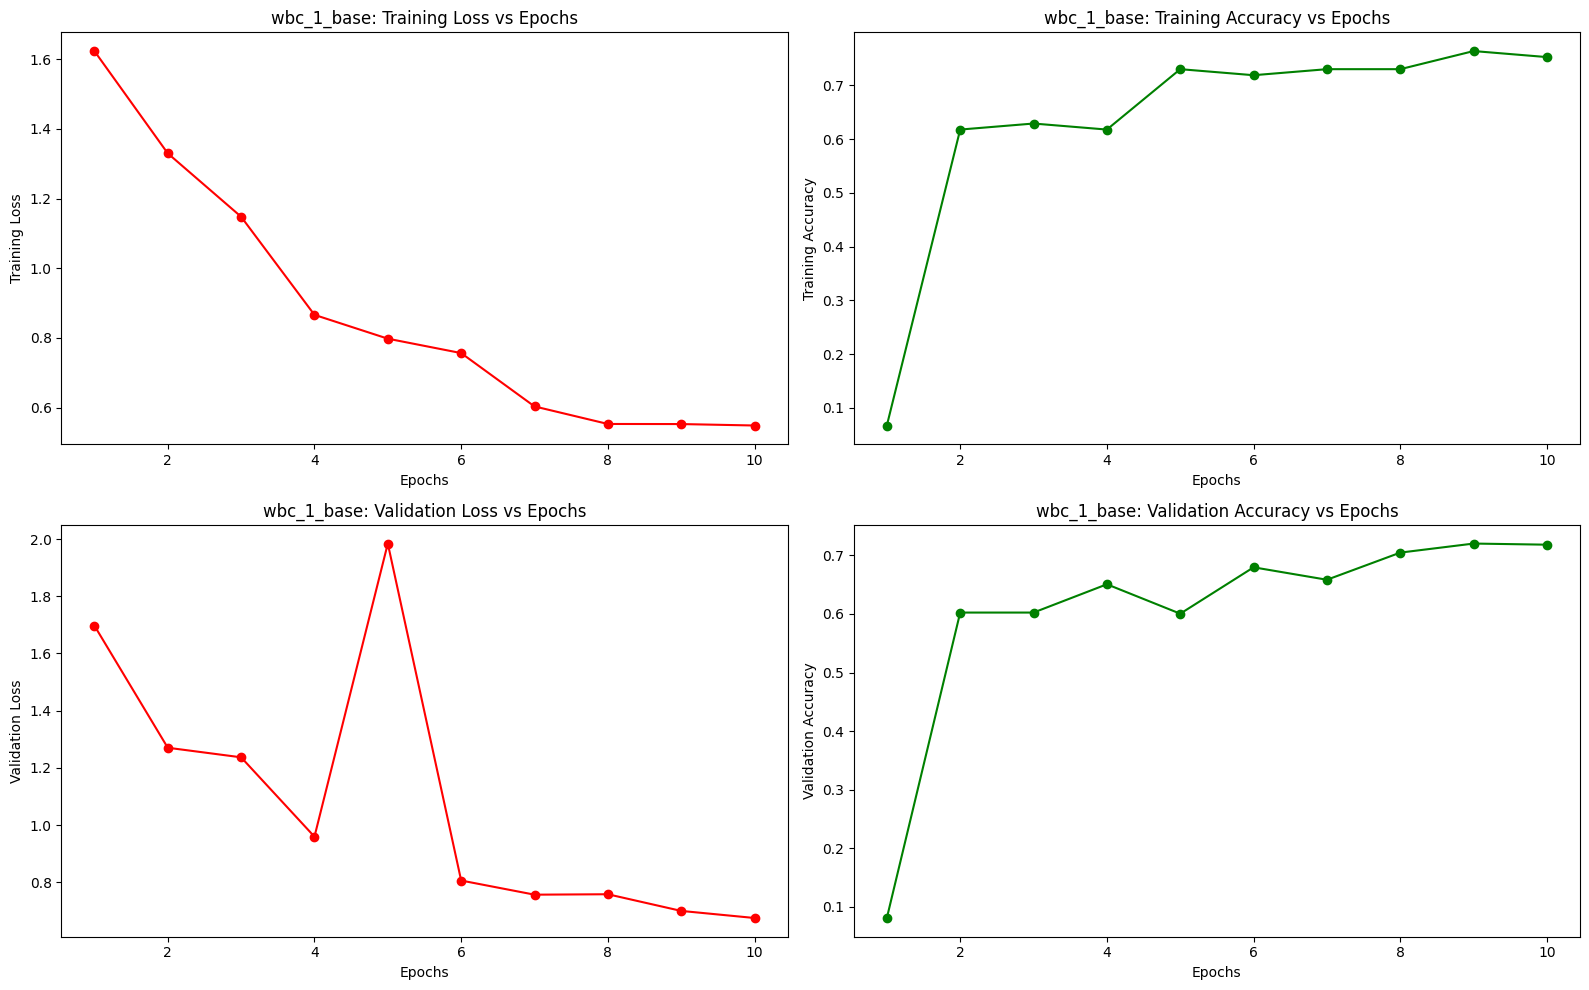 wbc_1_base: Training Loss vs Epochs
Training Loss
1.6
1.4
1.2
1.0
0.8
0.6
2 4 6 8 10
Epochs
wbc_1_base: Training Accuracy vs Epochs
Training Accuracy
0.7
0.6
0.5
0.4
0.3
0.2
0.1
2 4 6 8 10
Epochs
wbc_1_base: Validation Loss vs Epochs
Validation Loss
2.0
1.8
1.6
1.4
1.2
1.0
0.8
2 4 6 8 10
Epochs
wbc_1_base: Validation Accuracy vs Epochs
Validation Accuracy
0.7
0.6
0.5
0.4
0.3
0.2
0.1
2 4 6 8 10
Epochs